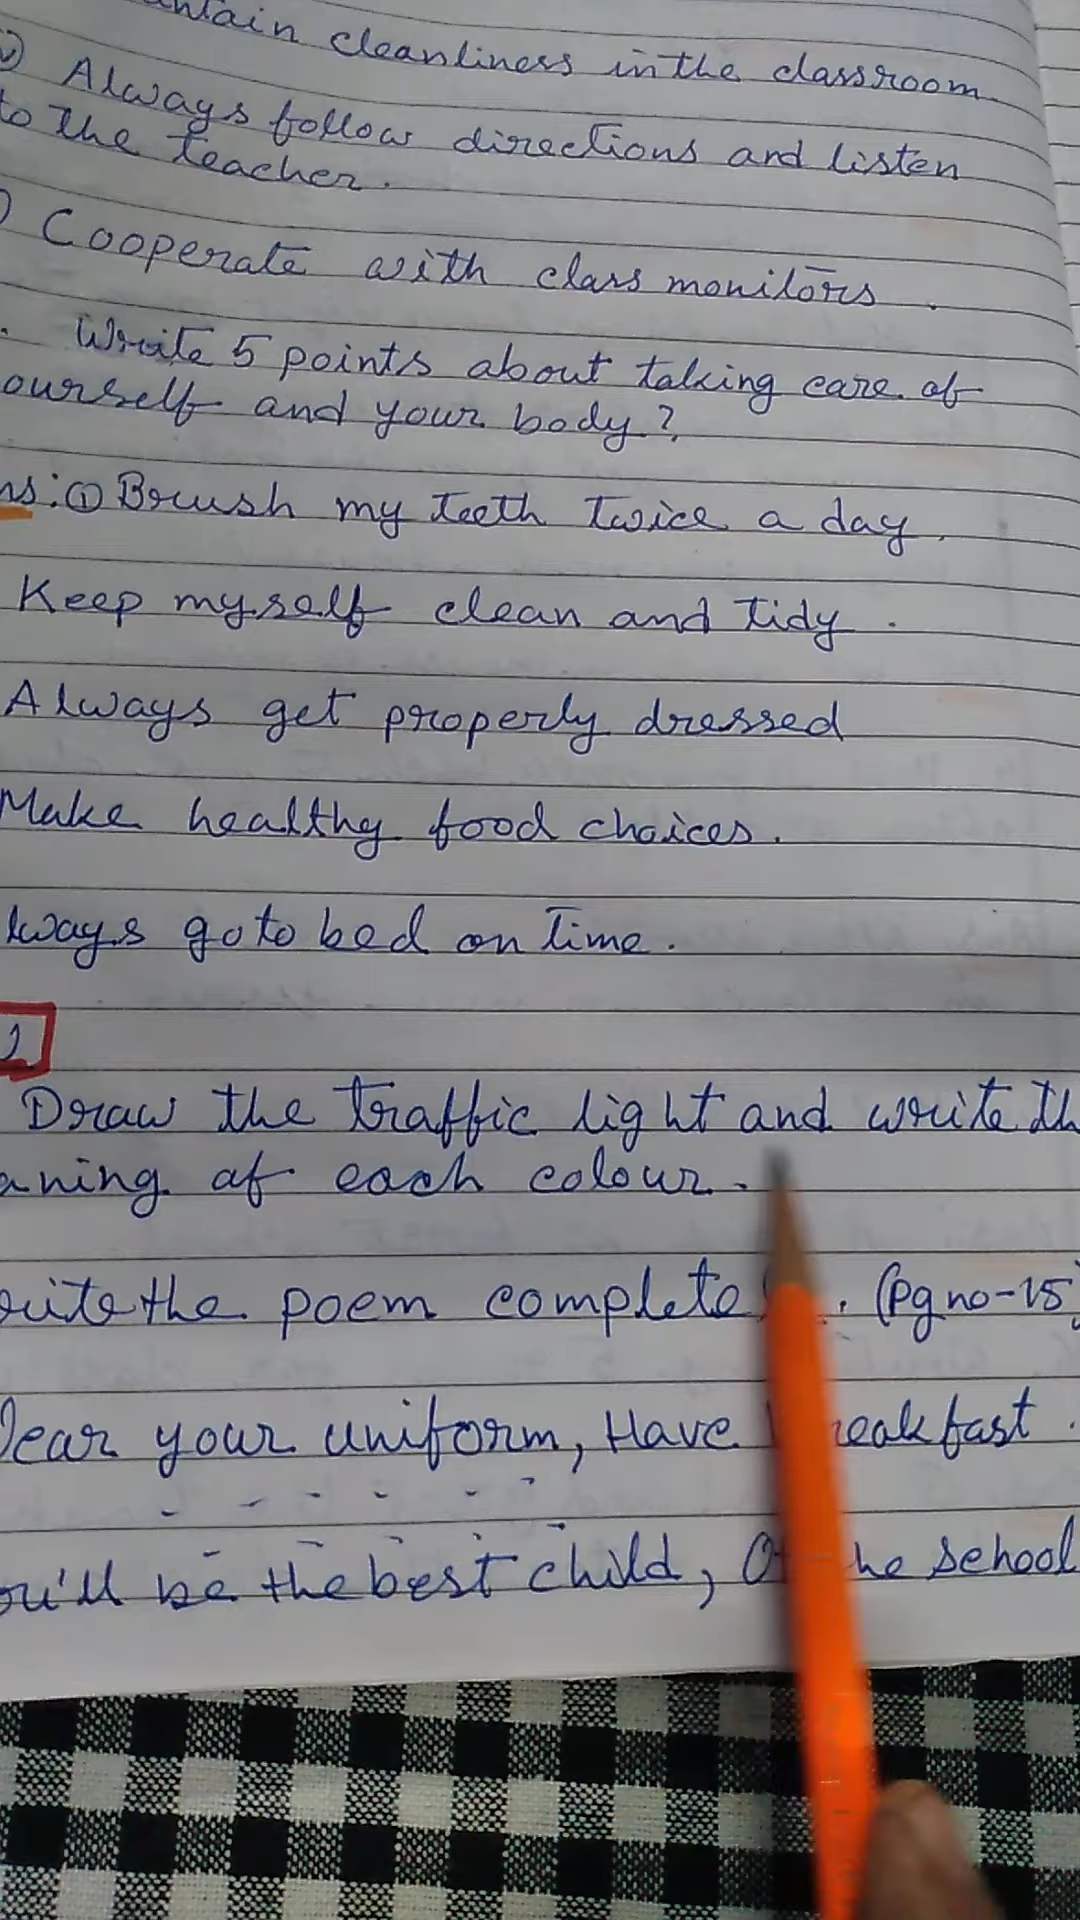 cleanliness in the classroom
Always follow directions and listen
to the teacher.
Cooperate with class monitors.
Write 5 points about taking care of
ourself and your body?
ns: ① Brush my teeth twice a day.
Keep myself clean and tidy.
Always get properly dressed
Make healthy food choices.
lways go to bed on time.
Draw the traffic light and write th
aning of each colour.
rite the poem complete. (Pg no-15)
ear your uniform, Have reakfast.
ou'll be the best child, O he school